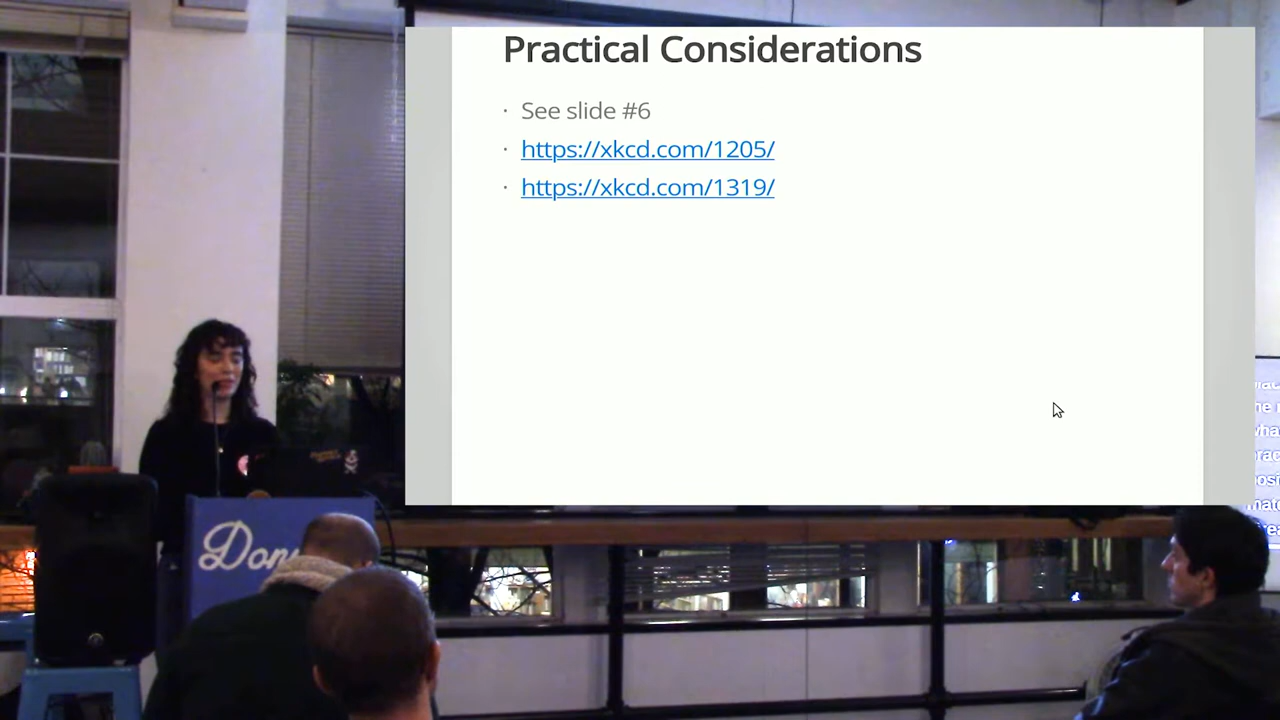 Practical Considerations
· See slide #6
· https://xkcd.com/1205/
· https://xkcd.com/1319/